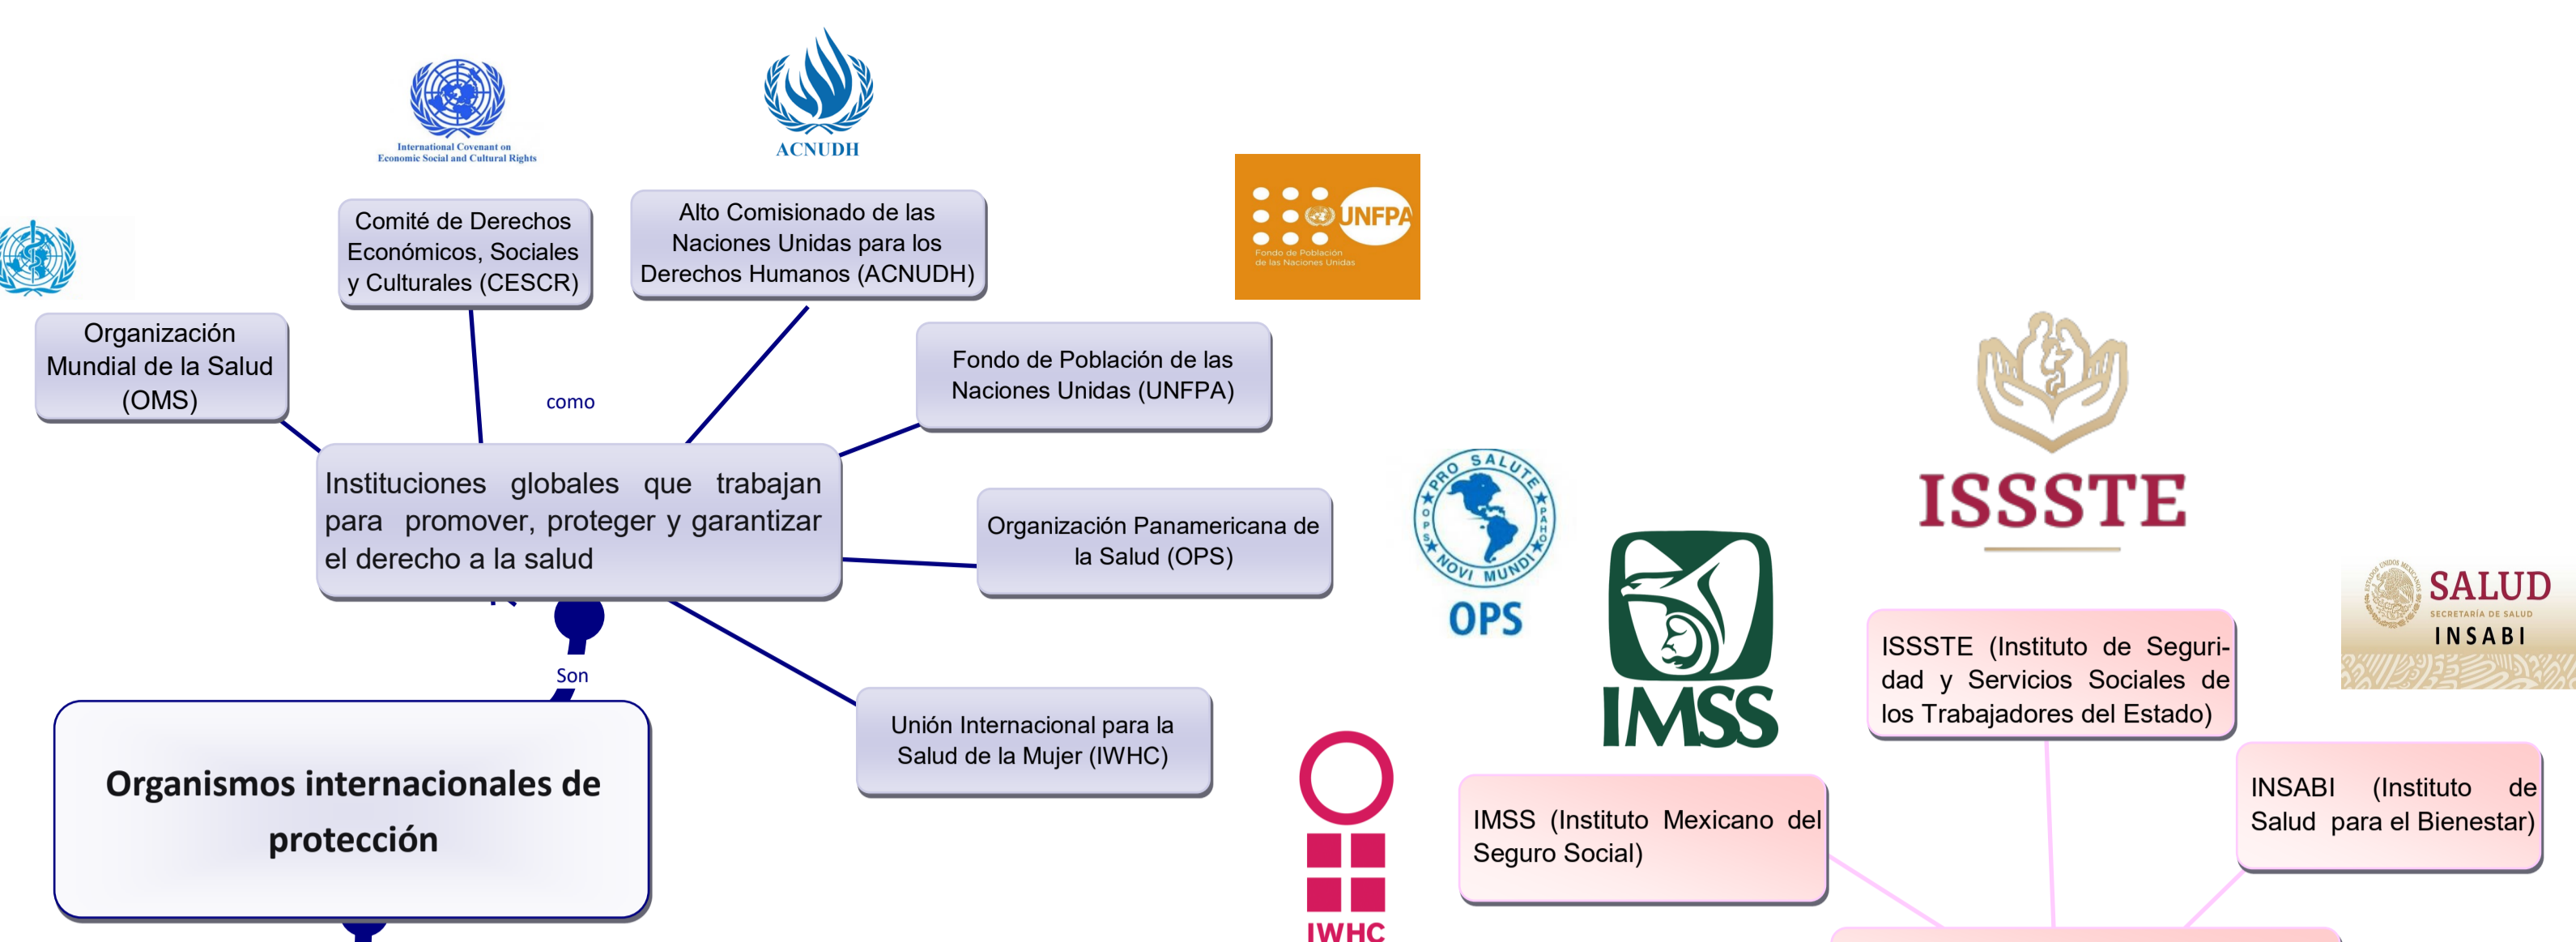 International Covenant on
Economic Social and Cultural Rights
ACNUDH
Comité de Derechos
Económicos, Sociales
y Culturales (CESCR)
Alto Comisionado de las
Naciones Unidas para los
Derechos Humanos (ACNUDH)
UNFPA
Fondo de Población
de las Naciones Unidas
Organización
Mundial de la Salud
(OMS)
como
Fondo de Población de las
Naciones Unidas (UNFPA)
Instituciones globales que trabajan
para promover, proteger y garantizar
el derecho a la salud
Organización Panamericana de
la Salud (OPS)
PRO SALUTE
NOVI MUNDI
OPS
PAHO
OPS
Son
Unión Internacional para la
Salud de la Mujer (IWHC)
Organismos internacionales de
protección
IWHC
IMSS
IMSS (Instituto Mexicano del
Seguro Social)
ISSSTE
ISSSTE (Instituto de Seguri-
dad y Servicios Sociales de
los Trabajadores del Estado)
ESTADOS UNIDOS MEXICANOS
SALUD
SECRETARÍA DE SALUD
INSABI
INSABI (Instituto de
Salud para el Bienestar)